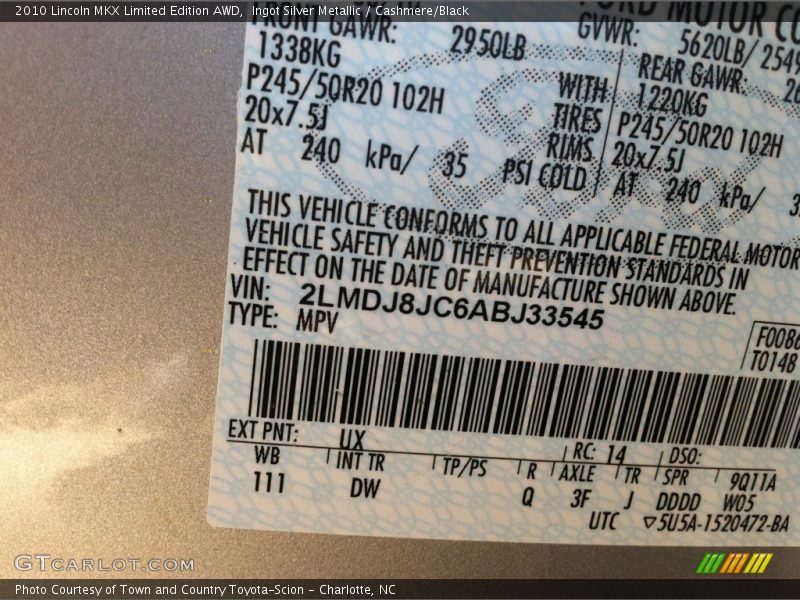 2010 Lincoln MKX Limited Edition AWD, Ingot Silver Metallic / Cashmere/Black
FRONT GAWR: 2950LB GVWR: 5620LB/
1338KG REAR GAWR:
P245/50R20 102H WITH 1220KG
20x7.5J TIRES P245/50R20 102H
AT 240 kPa/ 35 RIMS 20x7.5J
PSI COLD AT 240 kPa/
THIS VEHICLE CONFORMS TO ALL APPLICABLE FEDERAL MOTOR
VEHICLE SAFETY AND THEFT PREVENTION STANDARDS IN
EFFECT ON THE DATE OF MANUFACTURE SHOWN ABOVE.
VIN: 2LMDJ8JC6ABJ33545
TYPE: MPV
F0086
T0148
EXT PNT: UX RC: 14 DSO:
WB INT TR TP/PS R AXLE TR SPR 9Q11A
111 DW Q 3F J DDDD W05
UTC ▽5U5A-1520472-BA
GTCARLOT.COM
Photo Courtesy of Town and Country Toyota-Scion - Charlotte, NC